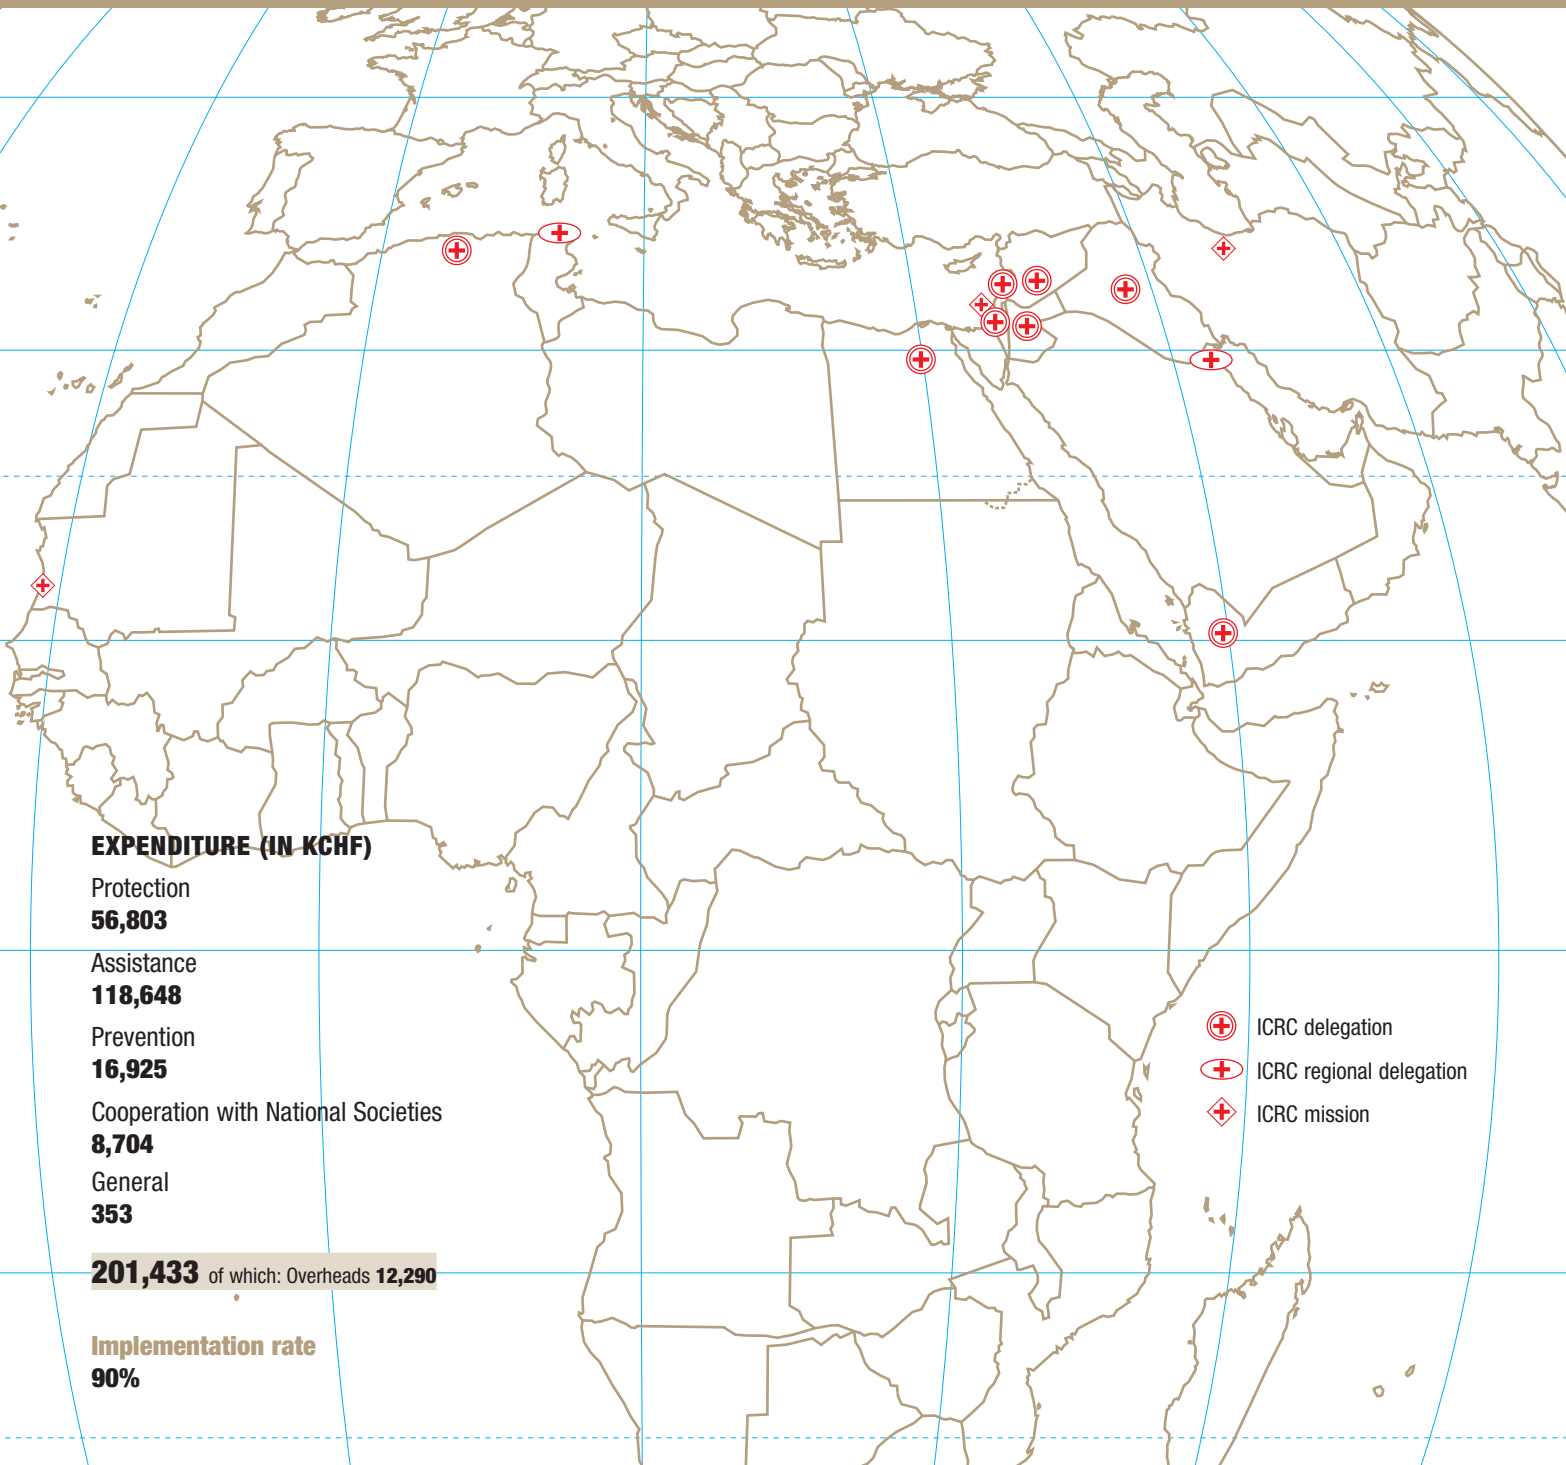 EXPENDITURE (IN KCHF)
Protection
56,803
Assistance
118,648
Prevention
16,925
Cooperation with National Societies
8,704
General
353
201,433 of which: Overheads 12,290
Implementation rate
90%
ICRC delegation
ICRC regional delegation
ICRC mission